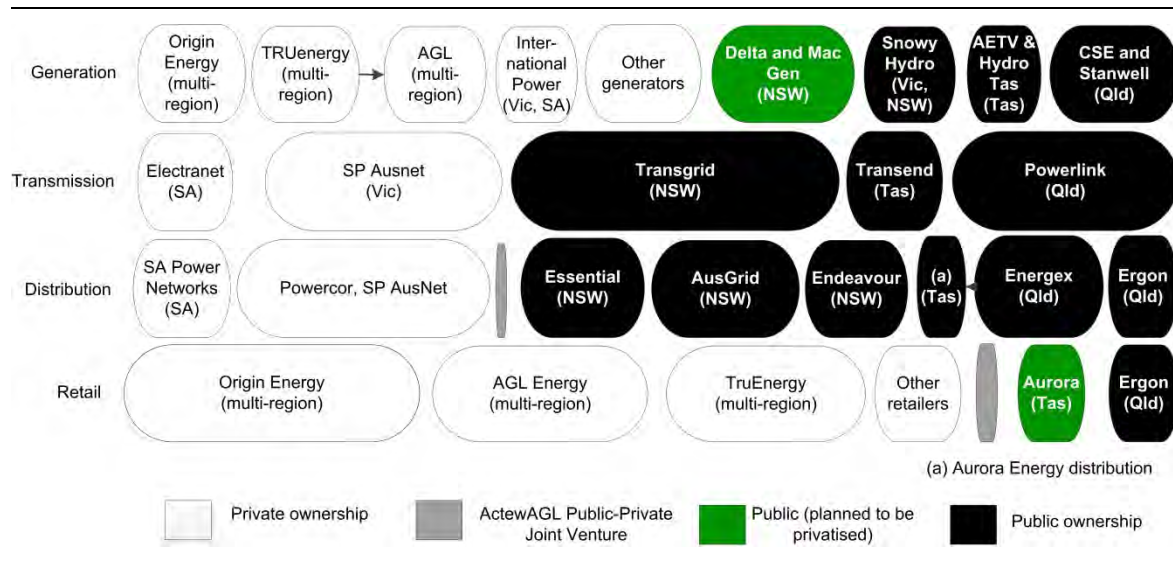 Generation
Origin
Energy
(multi-
region)
TRUenergy
(multi-
region)
AGL
(multi-
region)
Inter-
national
Power
(Vic, SA)
Other
generators
Delta and Mac
Gen
(NSW)
Snowy
Hydro
(Vic,
NSW)
AETV &
Hydro
Tas
(Tas)
CSE and
Stanwell
(Qld)
Transmission
Electranet
(SA)
SP Ausnet
(Vic)
Transgrid
(NSW)
Transend
(Tas)
Powerlink
(Qld)
Distribution
SA Power
Networks
(SA)
Powercor, SP AusNet
Essential
(NSW)
AusGrid
(NSW)
Endeavour
(NSW)
(a)
(Tas)
Energex
(Qld)
Ergon
(Qld)
Retail
Origin Energy
(multi-region)
AGL Energy
(multi-region)
TruEnergy
(multi-region)
Other
retailers
Aurora
(Tas)
Ergon
(Qld)
(a) Aurora Energy distribution
Private ownership
ActewAGL Public-Private
Joint Venture
Public (planned to be
privatised)
Public ownership